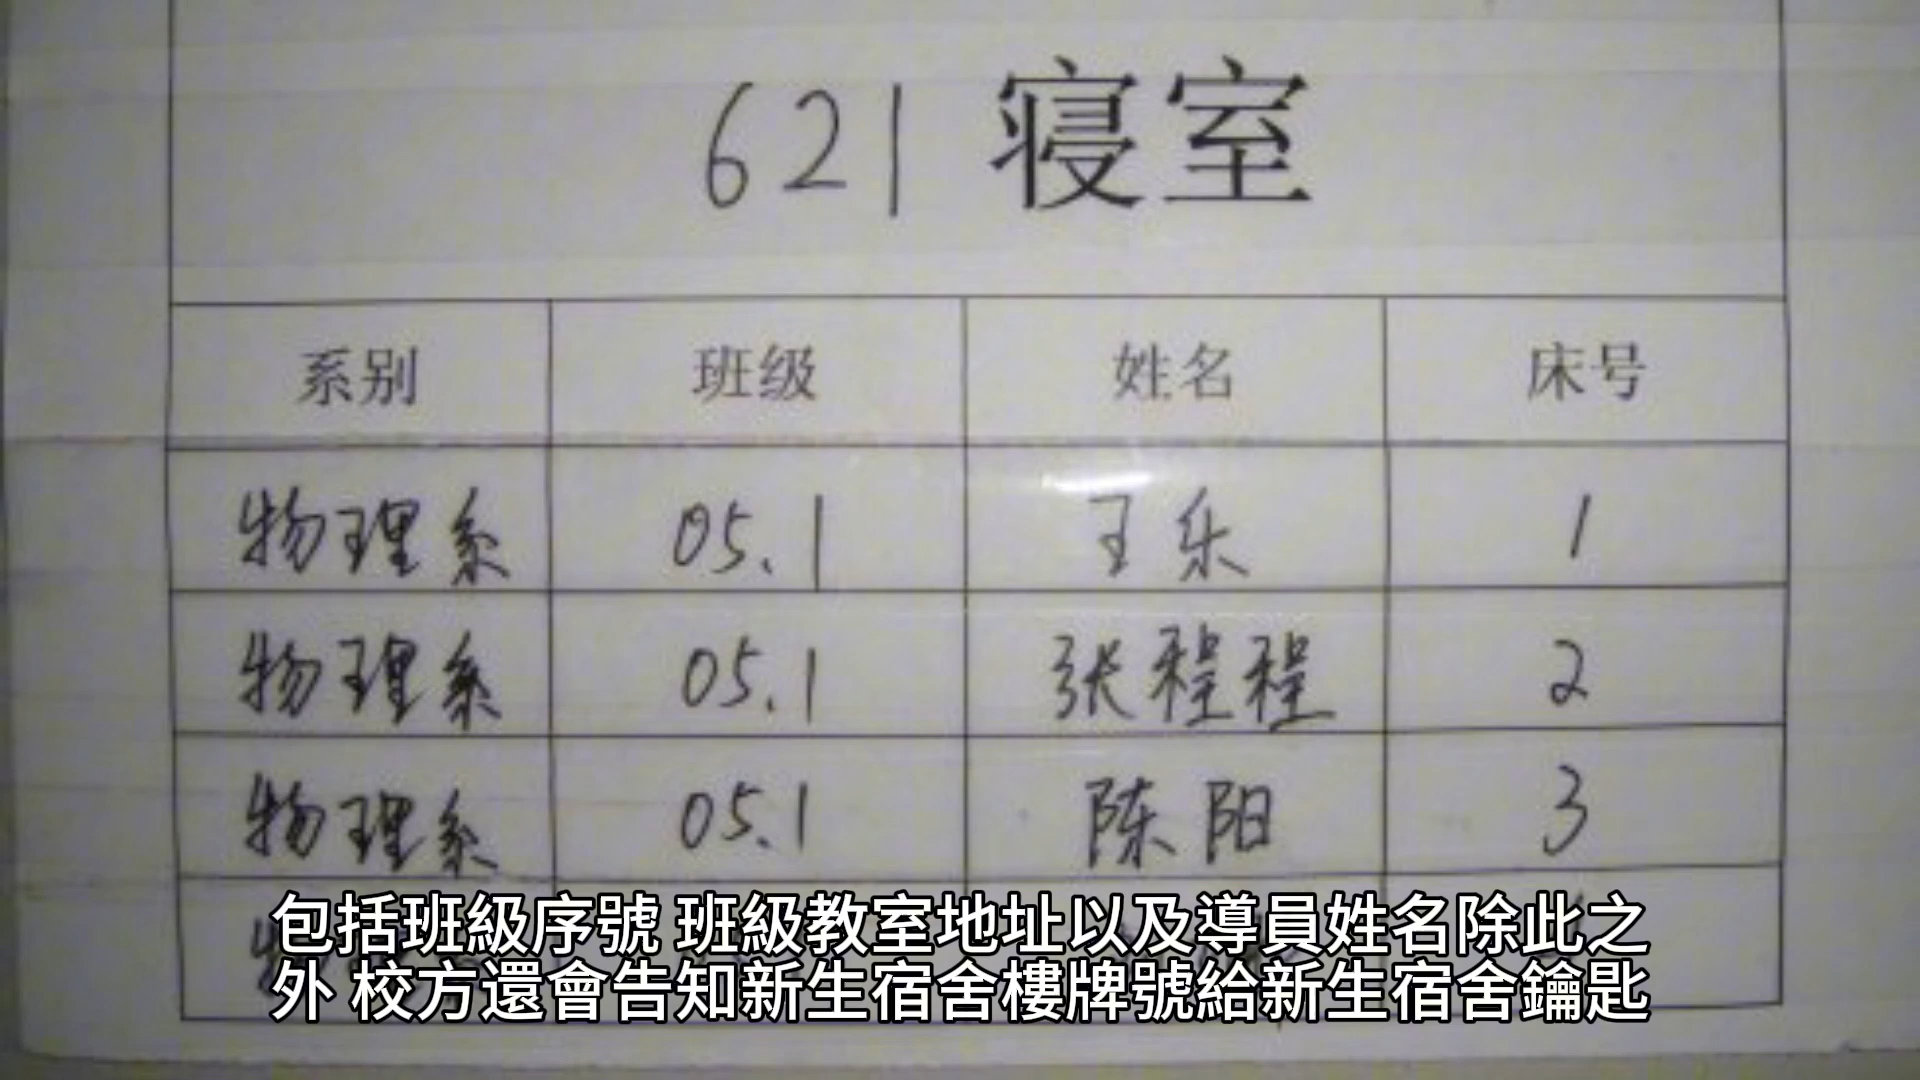 621 寝室
系别 班级 姓名 床号
物理系 05.1 王乐 1
物理系 05.1 张程程 2
物理系 05.1 陈阳 3
包括班級序號 班級教室地址以及導員姓名除此之
外 校方還會告知新生宿舍樓牌號給新生宿舍鑰匙